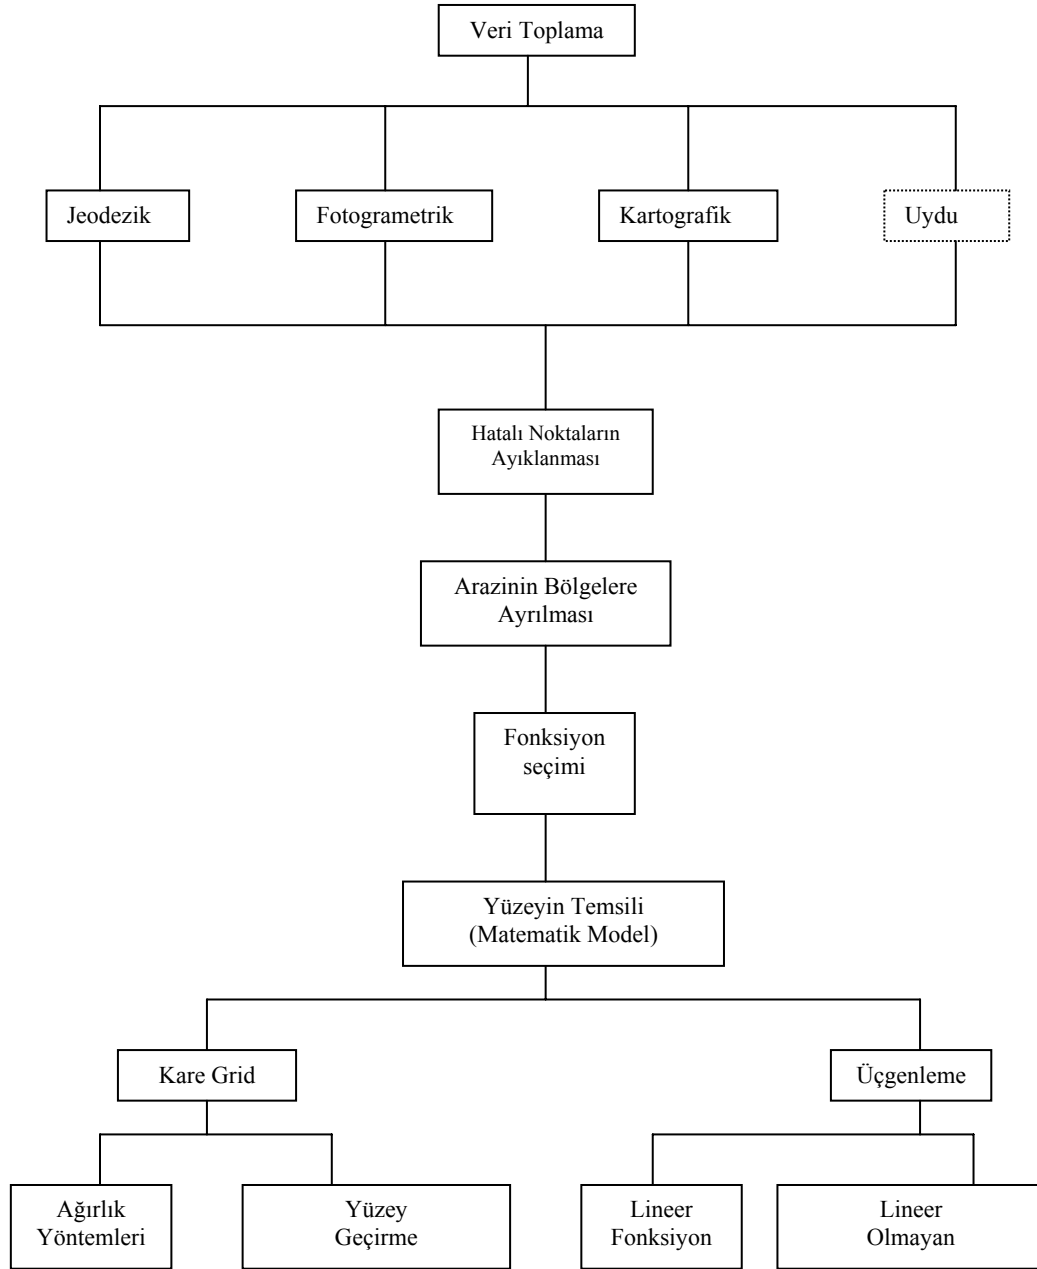 Veri Toplama
Jeodezik
Fotogrametrik
Kartografik
Uydu
Hatalı Noktaların
Ayıklanması
Arazinin Bölgelere
Ayrılması
Fonksiyon
seçimi
Yüzeyin Temsili
(Matematik Model)
Kare Grid
Üçgenleme
Ağırlık
Yöntemleri
Yüzey
Geçirme
Lineer
Fonksiyon
Lineer
Olmayan